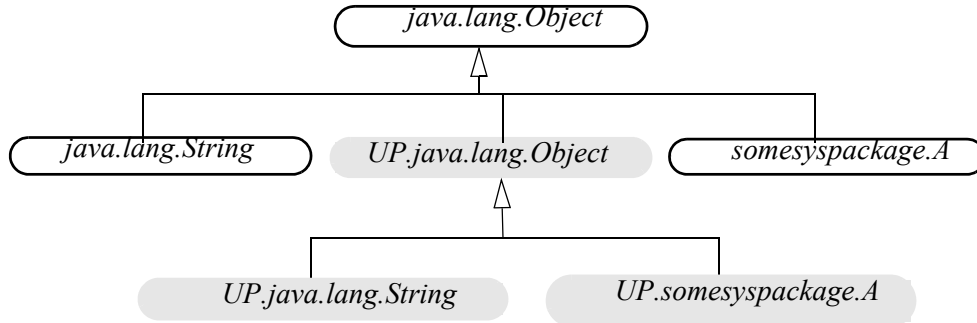 java.lang.Object
java.lang.String
UP.java.lang.Object
somesyspackage.A
UP.java.lang.String
UP.somesyspackage.A